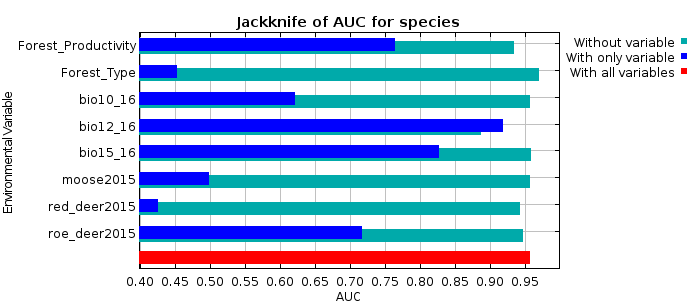 Jackknife of AUC for species
Forest_Productivity
Forest_Type
bio10_16
bio12_16
bio15_16
moose2015
red_deer2015
roe_deer2015
Environmental Variable
0.40 0.45 0.50 0.55 0.60 0.65 0.70 0.75 0.80 0.85 0.90 0.95
AUC
Without variable
With only variable
With all variables